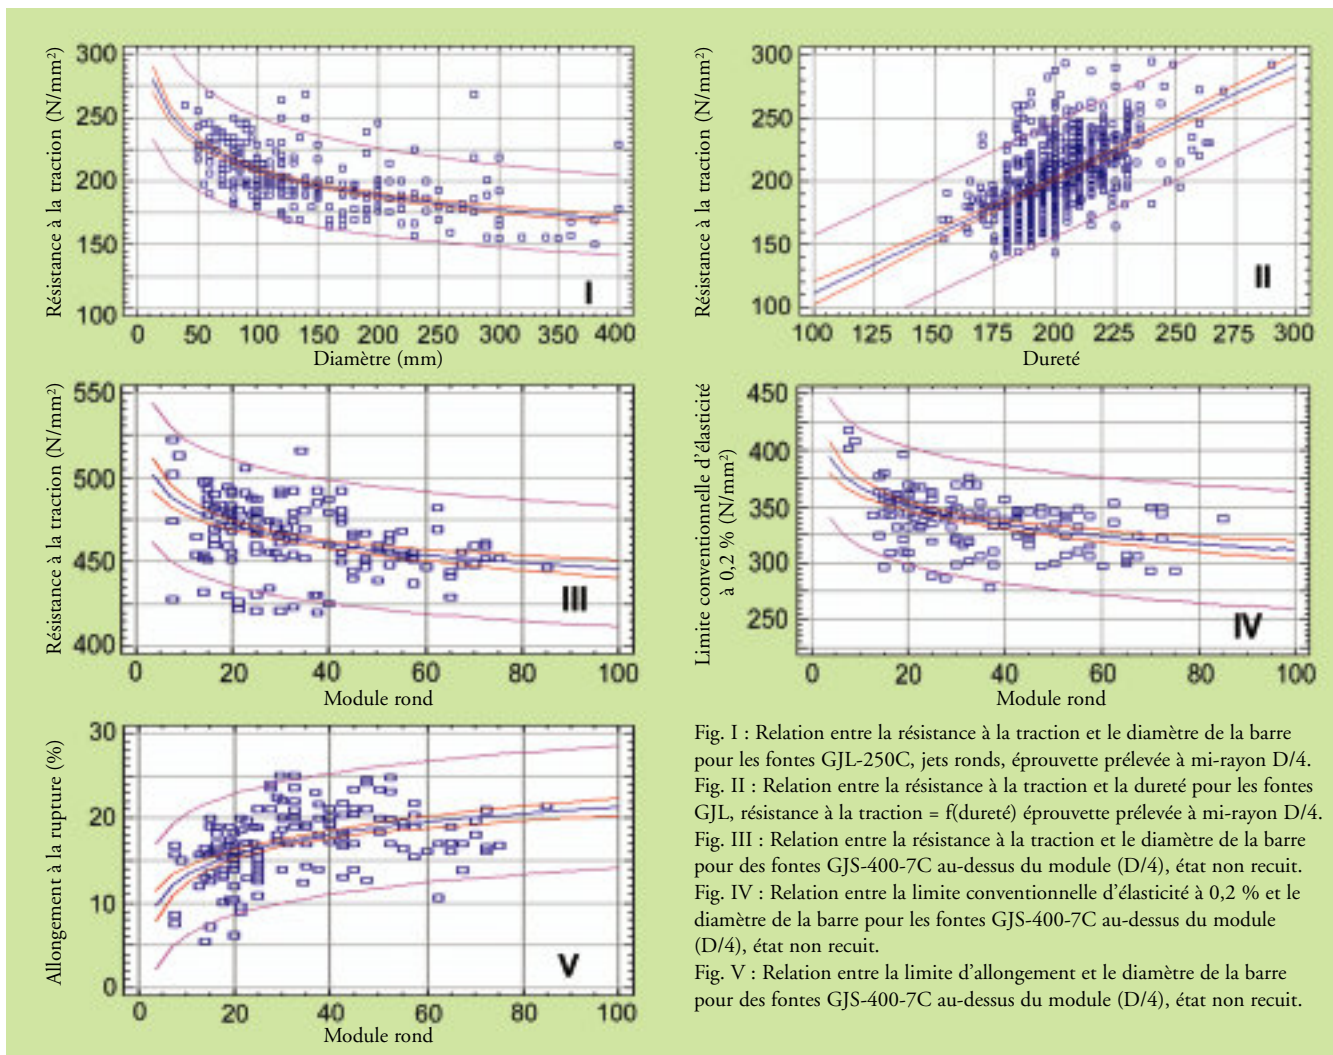 Résistance à la traction (N/mm²)
300
250
200
150
100
0 50 100 150 200 250 300 350 400
Diamètre (mm)
I
Résistance à la traction (N/mm²)
300
250
200
150
100
100 125 150 175 200 225 250 275 300
Dureté
II
Résistance à la traction (N/mm²)
550
500
450
400
0 20 40 60 80 100
Module rond
III
Limite conventionnelle d'élasticité
à 0,2 % (N/mm²)
450
400
350
300
250
0 20 40 60 80 100
Module rond
IV
Allongement à la rupture (%)
30
20
10
0
0 20 40 60 80 100
Module rond
V
Fig. I : Relation entre la résistance à la traction et le diamètre de la barre
pour les fontes GJL-250C, jets ronds, éprouvette prélevée à mi-rayon D/4.
Fig. II : Relation entre la résistance à la traction et la dureté pour les fontes
GJL, résistance à la traction = f(dureté) éprouvette prélevée à mi-rayon D/4.
Fig. III : Relation entre la résistance à la traction et le diamètre de la barre
pour des fontes GJS-400-7C au-dessus du module (D/4), état non recuit.
Fig. IV : Relation entre la limite conventionnelle d'élasticité à 0,2 % et le
diamètre de la barre pour les fontes GJS-400-7C au-dessus du module
(D/4), état non recuit.
Fig. V : Relation entre la limite d'allongement et le diamètre de la barre
pour des fontes GJS-400-7C au-dessus du module (D/4), état non recuit.